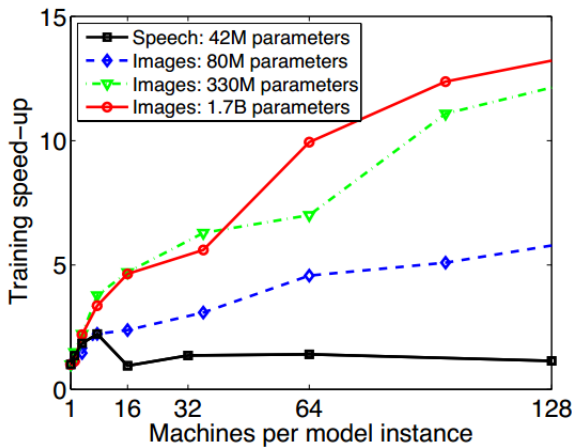 15
10
5
0
Training speed-up
Speech: 42M parameters
Images: 80M parameters
Images: 330M parameters
Images: 1.7B parameters
1 16 32 64 128
Machines per model instance